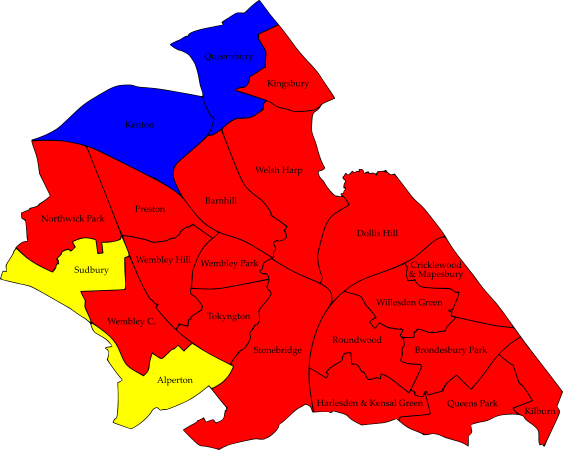 Queensbury
Kingsbury
Kenton
Welsh Harp
Barnhill
Preston
Northwick Park
Dollis Hill
Wembley Hill
Wembley Park
Sudbury
Cricklewood
& Mapesbury
Willesden Green
Tokyngton
Wembley C.
Roundwood
Stonebridge
Brondesbury Park
Alperton
Harlesden & Kensal Green
Queens Park
Kilburn